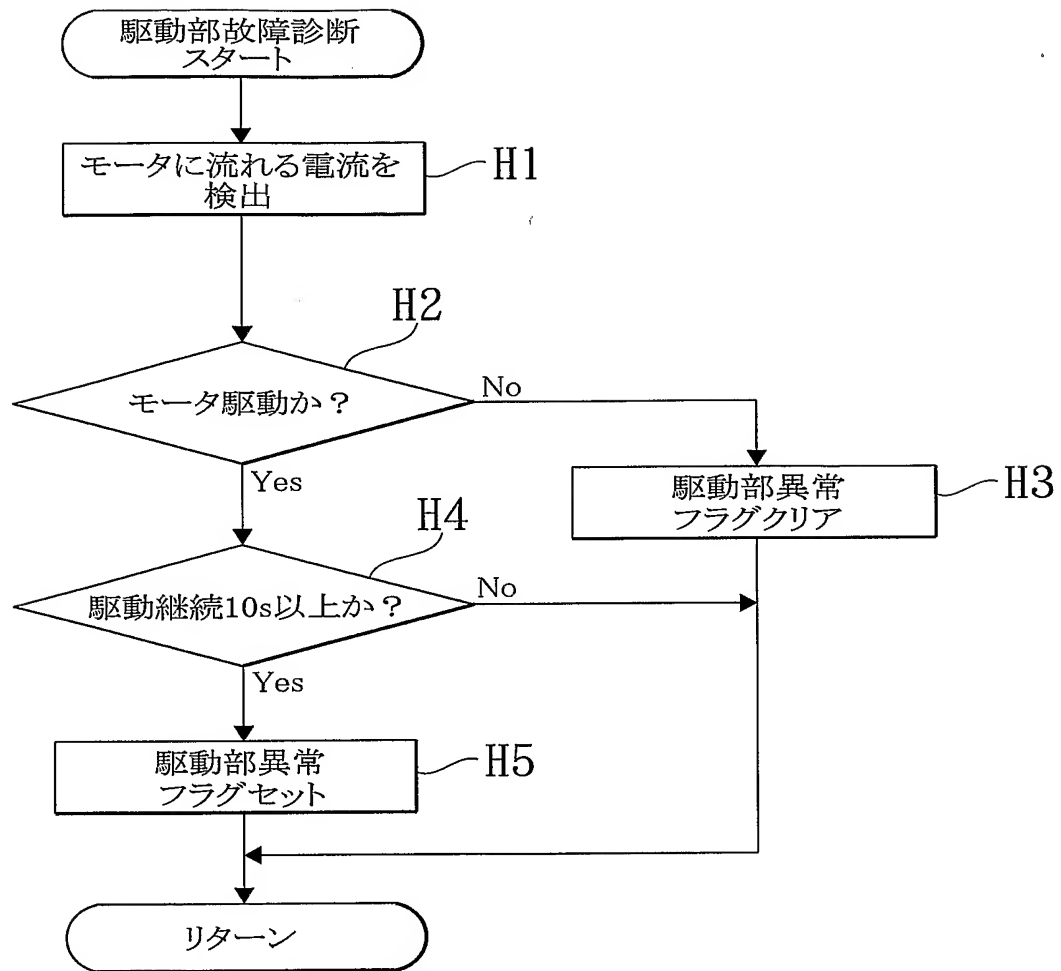 駆動部故障診断
スタート
モータに流れる電流を
検出
H1
H2
モータ駆動か?
No
Yes
駆動部異常
フラグクリア
H3
H4
駆動継続10s以上か?
No
Yes
駆動部異常
フラグセット
H5
リターン